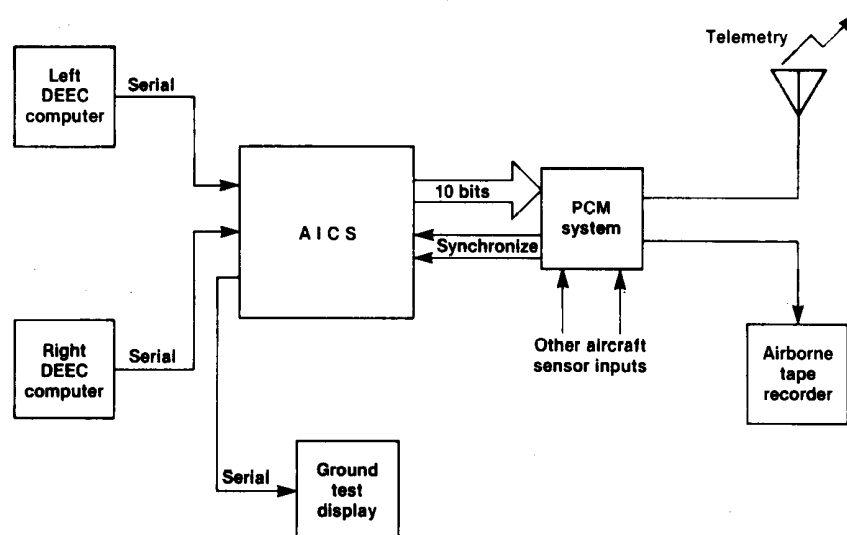 Telemetry
Left
DEEC
computer
Serial
A I C S
10 bits
Synchronize
PCM
system
Other aircraft
sensor inputs
Right
DEEC
computer
Serial
Airborne
tape
recorder
Serial
Ground
test
display